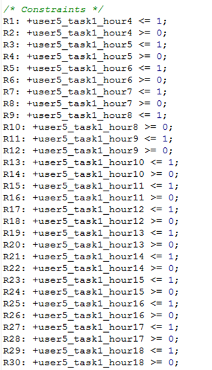 /* Constraints */
R1: +user5_task1_hour4 <= 1;
R2: +user5_task1_hour4 >= 0;
R3: +user5_task1_hour5 <= 1;
R4: +user5_task1_hour5 >= 0;
R5: +user5_task1_hour6 <= 1;
R6: +user5_task1_hour6 >= 0;
R7: +user5_task1_hour7 <= 1;
R8: +user5_task1_hour7 >= 0;
R9: +user5_task1_hour8 <= 1;
R10: +user5_task1_hour8 >= 0;
R11: +user5_task1_hour9 <= 1;
R12: +user5_task1_hour9 >= 0;
R13: +user5_task1_hour10 <= 1;
R14: +user5_task1_hour10 >= 0;
R15: +user5_task1_hour11 <= 1;
R16: +user5_task1_hour11 >= 0;
R17: +user5_task1_hour12 <= 1;
R18: +user5_task1_hour12 >= 0;
R19: +user5_task1_hour13 <= 1;
R20: +user5_task1_hour13 >= 0;
R21: +user5_task1_hour14 <= 1;
R22: +user5_task1_hour14 >= 0;
R23: +user5_task1_hour15 <= 1;
R24: +user5_task1_hour15 >= 0;
R25: +user5_task1_hour16 <= 1;
R26: +user5_task1_hour16 >= 0;
R27: +user5_task1_hour17 <= 1;
R28: +user5_task1_hour17 >= 0;
R29: +user5_task1_hour18 <= 1;
R30: +user5_task1_hour18 >= 0;